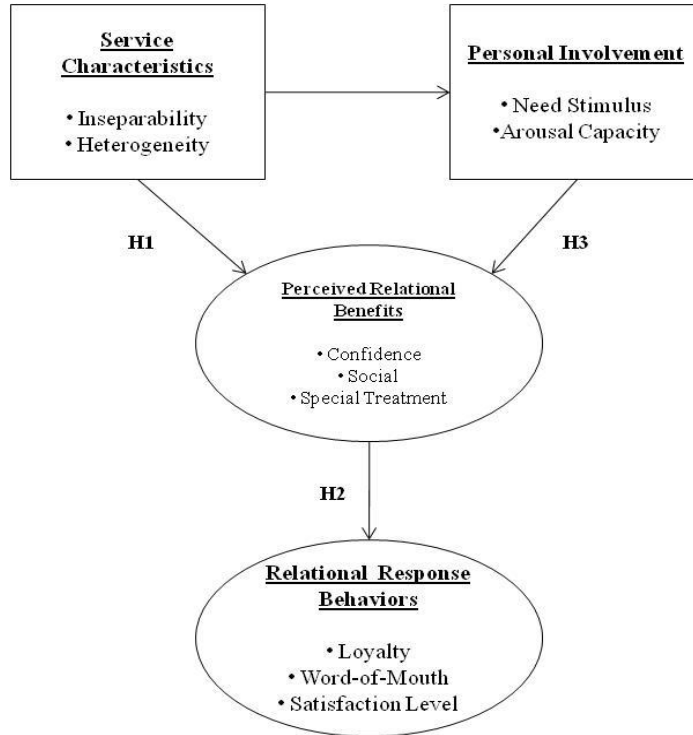 Service
Characteristics
• Inseparability
• Heterogeneity
Personal Involvement
• Need Stimulus
• Arousal Capacity
H1
H3
Perceived Relational
Benefits
• Confidence
• Social
• Special Treatment
H2
Relational Response
Behaviors
• Loyalty
• Word-of-Mouth
• Satisfaction Level